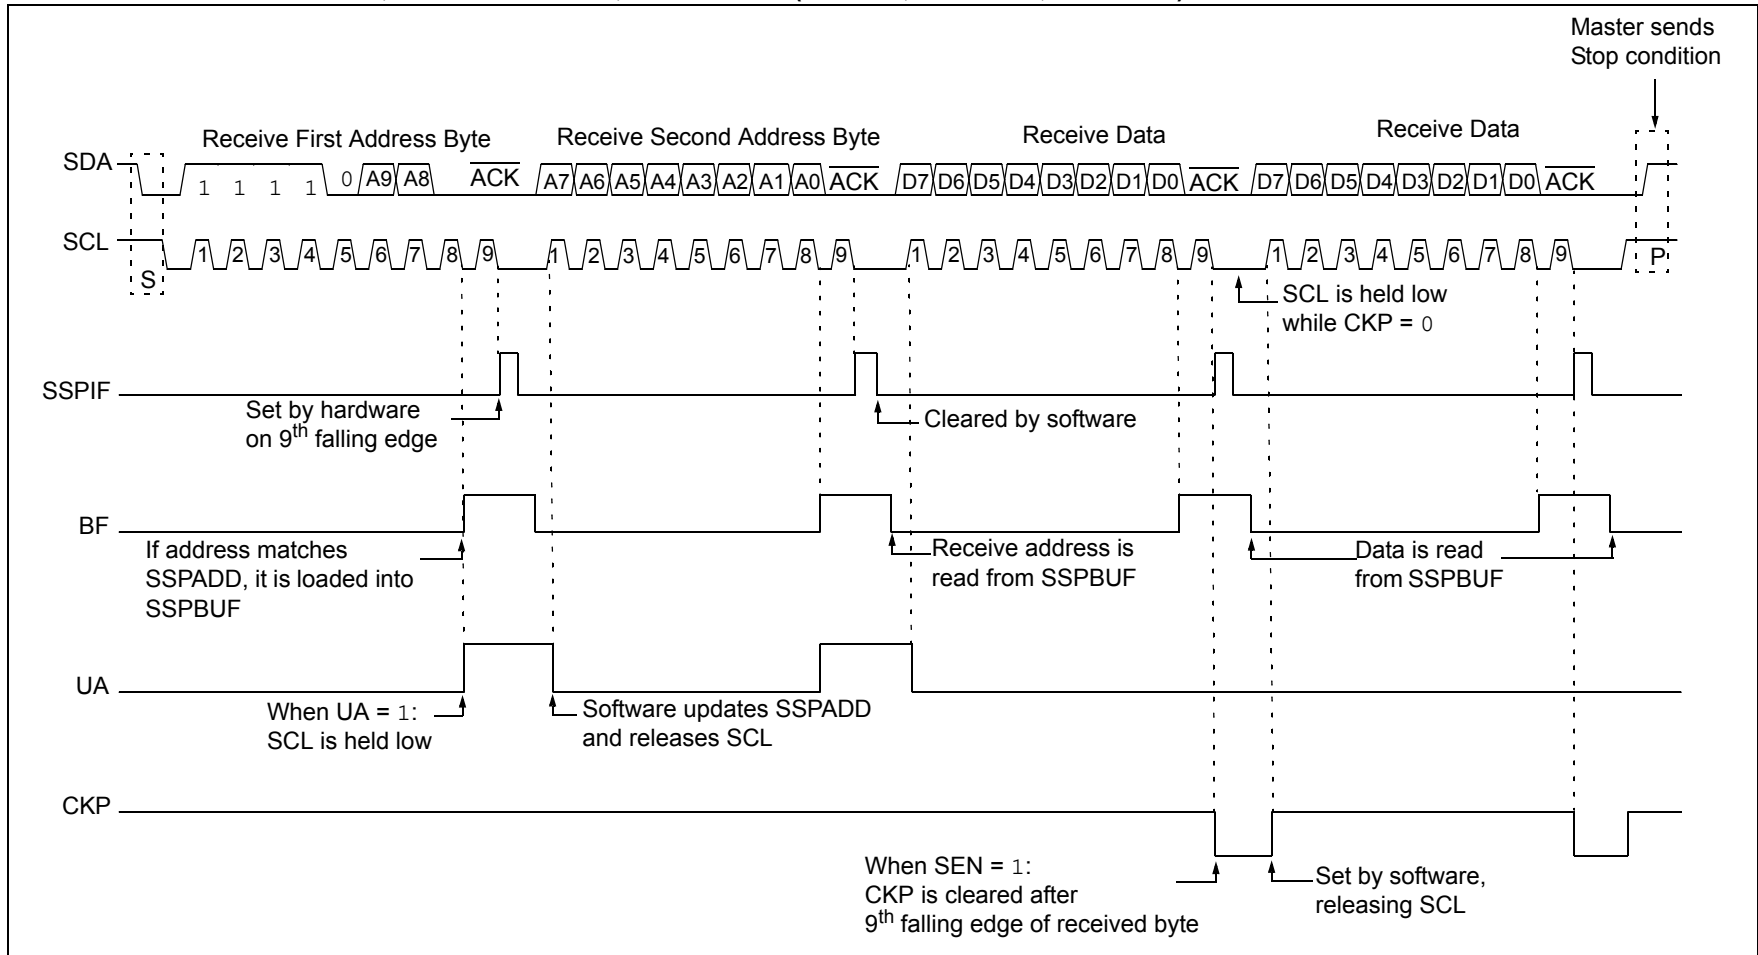 Master sends
Stop condition
Receive First Address Byte
Receive Second Address Byte
Receive Data
Receive Data
SDA
1 1 1 1 0 A9 A8 ACK A7 A6 A5 A4 A3 A2 A1 A0 ACK D7 D6 D5 D4 D3 D2 D1 D0 ACK D7 D6 D5 D4 D3 D2 D1 D0 ACK
SCL
S 1 2 3 4 5 6 7 8 9 1 2 3 4 5 6 7 8 9 1 2 3 4 5 6 7 8 9 1 2 3 4 5 6 7 8 9 P
SCL is held low
while CKP = 0
SSPIF
Set by hardware
on 9th falling edge
Cleared by software
BF
If address matches
SSPADD, it is loaded into
SSPBUF
Receive address is
read from SSPBUF
Data is read
from SSPBUF
UA
When UA = 1:
SCL is held low
Software updates SSPADD
and releases SCL
CKP
When SEN = 1:
CKP is cleared after
9th falling edge of received byte
Set by software,
releasing SCL